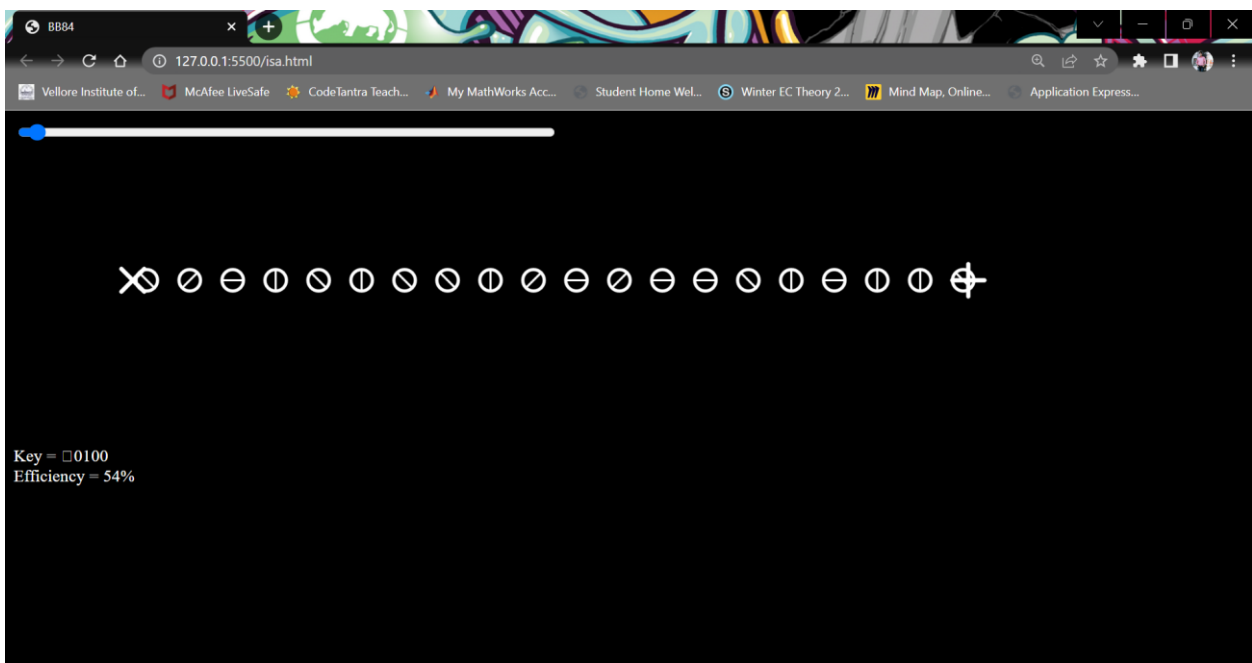 BB84
127.0.0.1:5500/isa.html
Vellore Institute of... McAfee LiveSafe CodeTantra Teach... My MathWorks Acc... Student Home Wel... Winter EC Theory 2... Mind Map, Online... Application Express...
Key = □0100
Efficiency = 54%